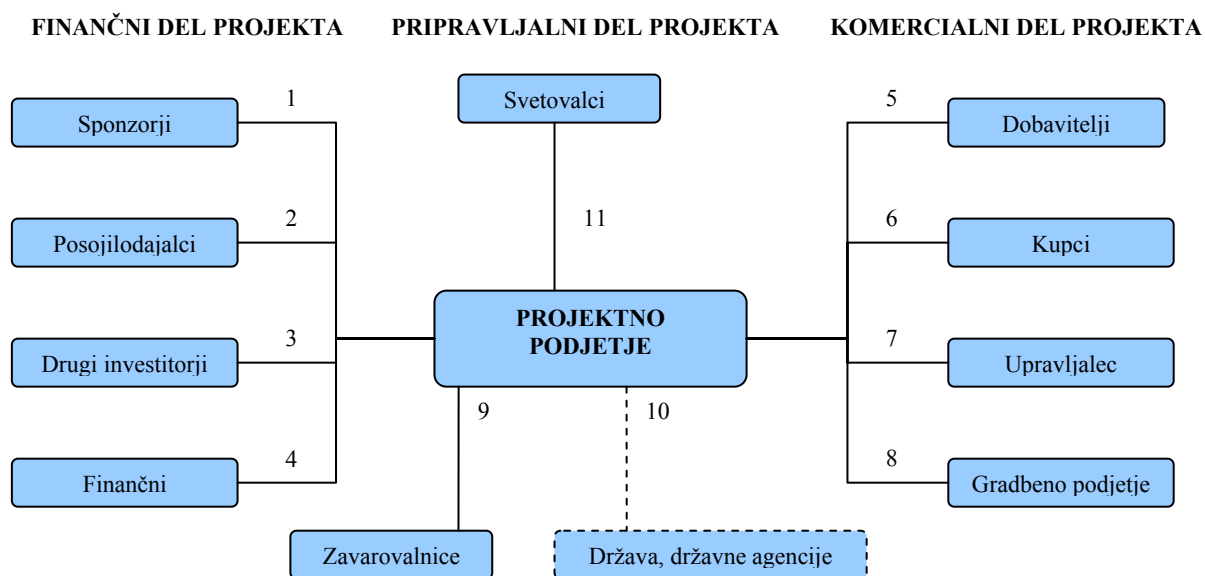 FINANČNI DEL PROJEKTA
PRIPRAVLJALNI DEL PROJEKTA
KOMERCIALNI DEL PROJEKTA
1
Sponzorji
Svetovalci
5
Dobavitelji
2
Posojilodajalci
11
6
Kupci
PROJEKTNO
PODJETJE
3
Drugi investitorji
7
Upravljalec
9
10
4
Finančni
8
Gradbeno podjetje
Zavarovalnice
Država, državne agencije